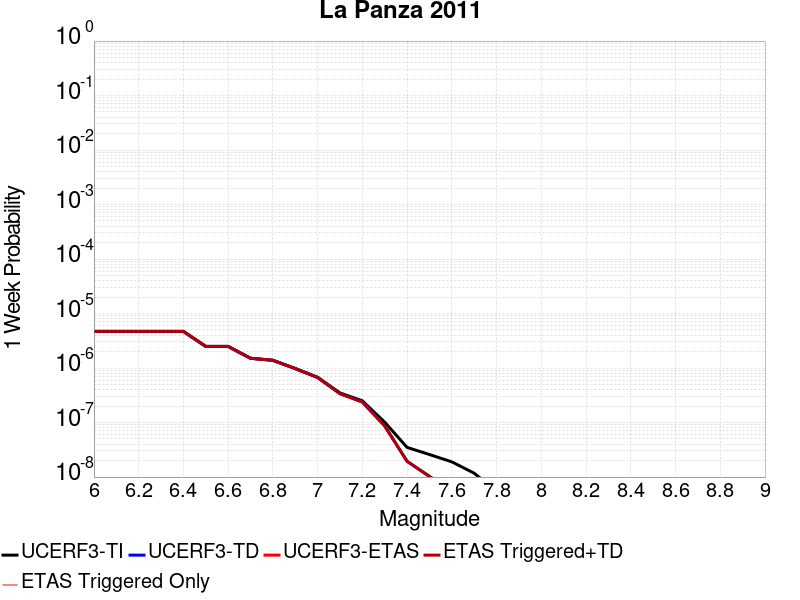 La Panza 2011
1 Week Probability
10^0
10^-1
10^-2
10^-3
10^-4
10^-5
10^-6
10^-7
10^-8
6 6.2 6.4 6.6 6.8 7 7.2 7.4 7.6 7.8 8 8.2 8.4 8.6 8.8 9
Magnitude
UCERF3-TI UCERF3-TD UCERF3-ETAS ETAS Triggered+TD
ETAS Triggered Only